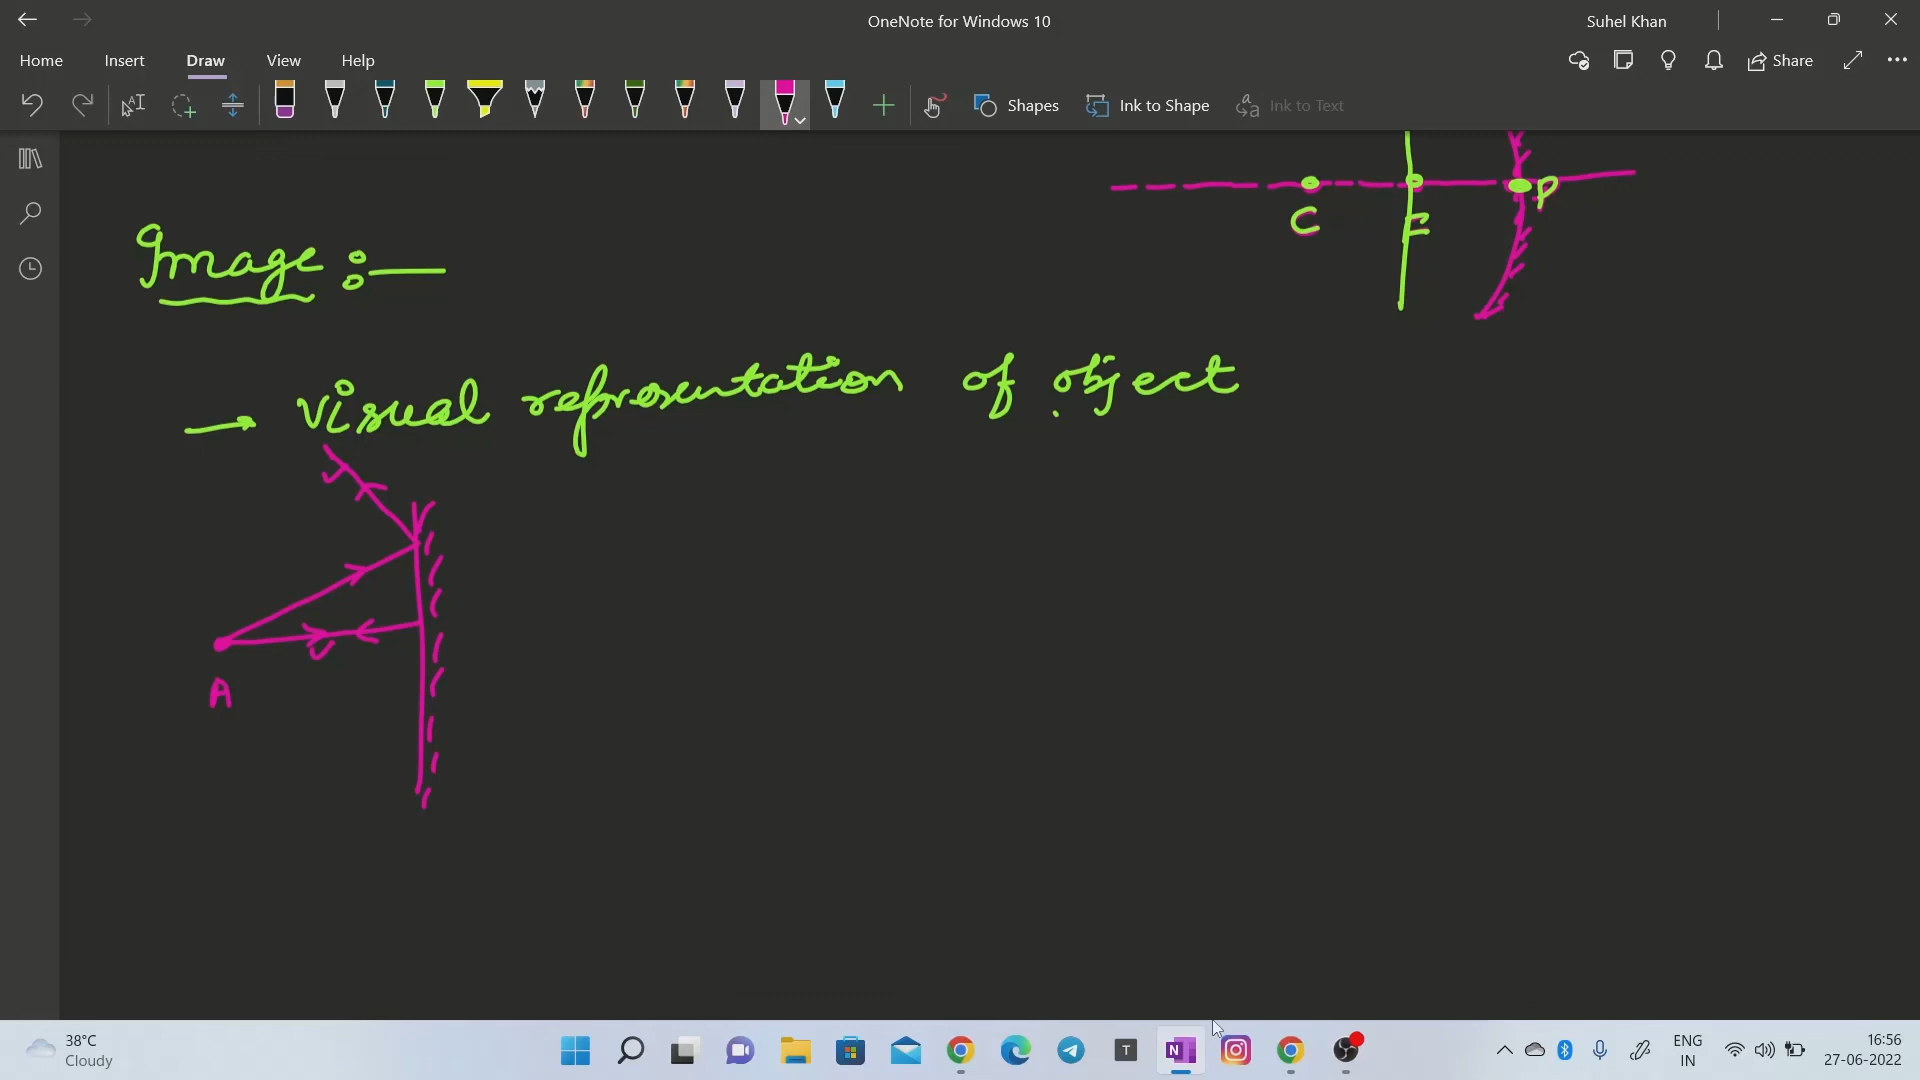 OneNote for Windows 10
Suhel Khan
Home Insert Draw View Help
Share
Shapes Ink to Shape Ink to Text
C F P
Image :—
→ visual representation of object
A
38°C
Cloudy
T
N
ENG
IN
16:56
27-06-2022